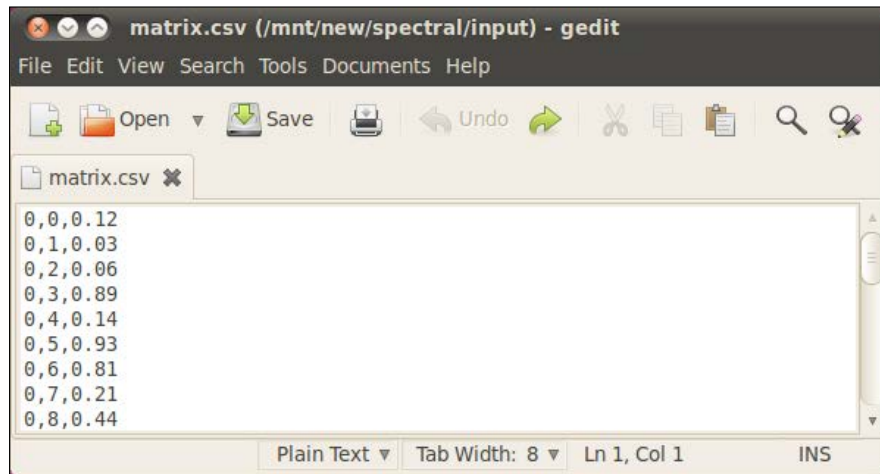 matrix.csv (/mnt/new/spectral/input) - gedit
File Edit View Search Tools Documents Help
Open Save Undo
matrix.csv
0,0,0.12
0,1,0.03
0,2,0.06
0,3,0.89
0,4,0.14
0,5,0.93
0,6,0.81
0,7,0.21
0,8,0.44
Plain Text Tab Width: 8 Ln 1, Col 1 INS